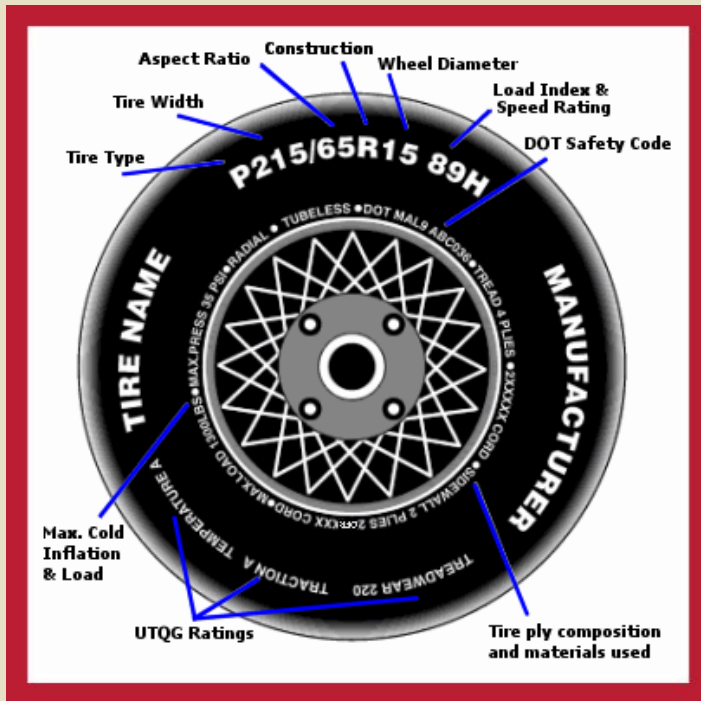 Construction
Aspect Ratio
Wheel Diameter
Load Index &
Speed Rating
Tire Width
DOT Safety Code
Tire Type
P215/65R15 89H
TIRE NAME
MANUFACTURER
TUBELESS • DOT MAL9 ABC036 • TREAD 4 PLIES • 2XXXXX CORD • SIDEWALL 2 PLIES
CORD • MAX.LOAD 1300LBS • MAX.PRESS 35 PSI • RADIAL •
TEMPERATURE A
TRACTION A
TREADWEAR 220
Max. Cold
Inflation
& Load
UTQG Ratings
Tire ply composition
and materials used